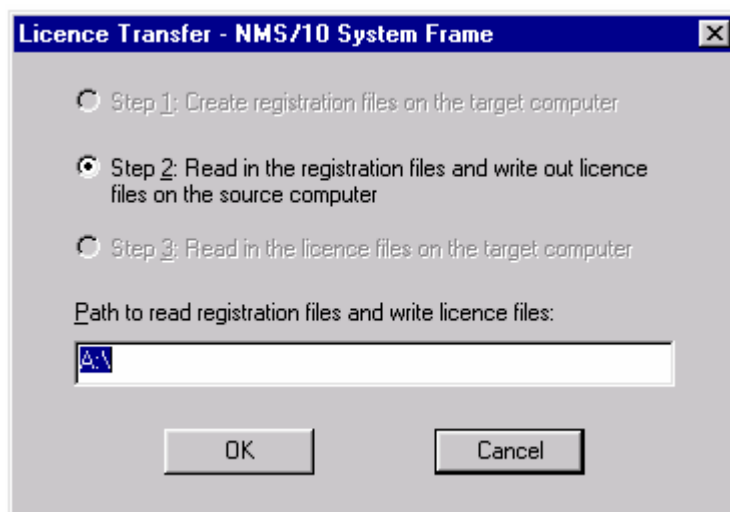 Licence Transfer - NMS/10 System Frame
Step 1: Create registration files on the target computer
Step 2: Read in the registration files and write out licence
files on the source computer
Step 3: Read in the licence files on the target computer
Path to read registration files and write licence files:
A:\
OK
Cancel